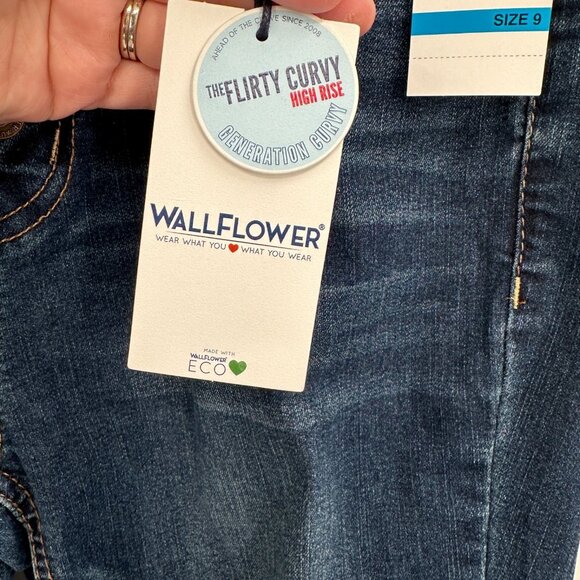 AHEAD OF THE CURVE SINCE 2008
THE FLIRTY CURVY
HIGH RISE
GENERATION CURVY
SIZE 9
WALLFLOWER®
WEAR WHAT YOU ❤ WHAT YOU WEAR
MADE WITH
WALLFLOWER®
ECO